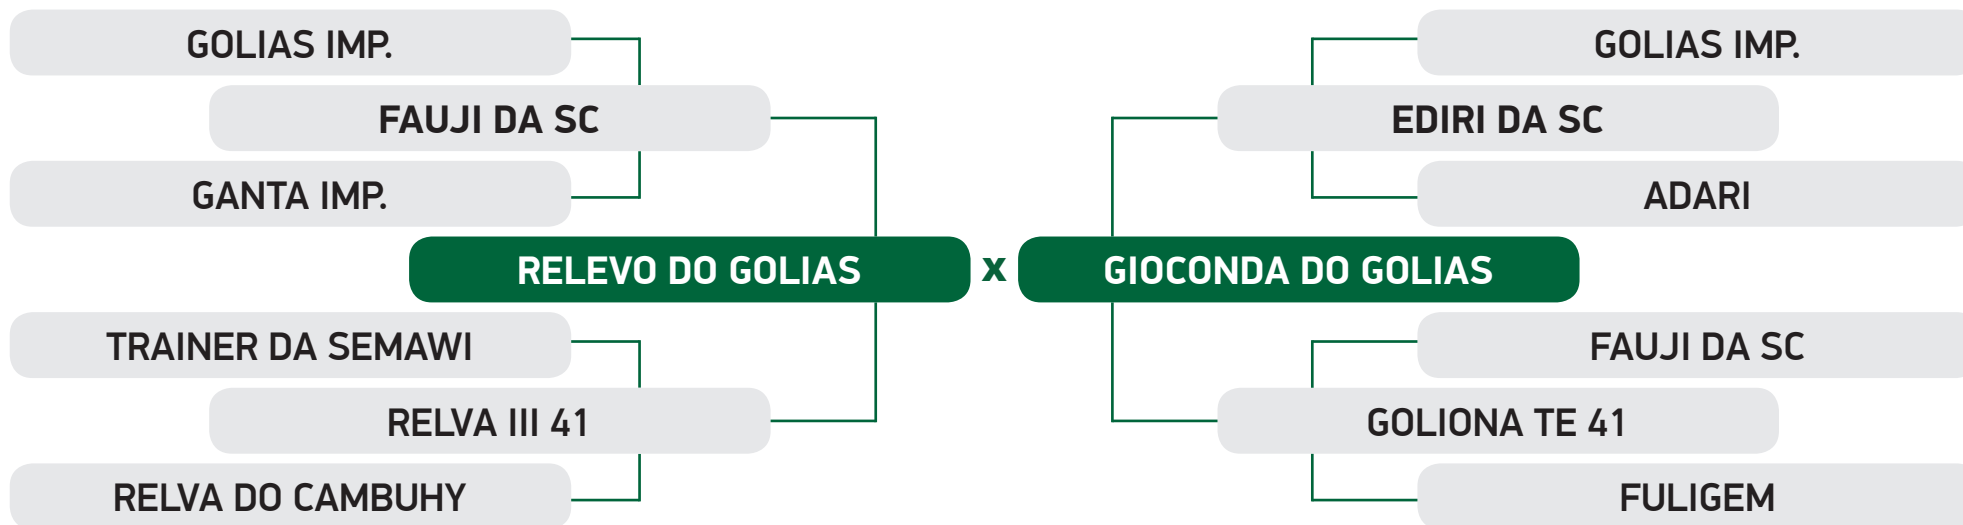 GOLIAS IMP.
GOLIAS IMP.
FAUJI DA SC
EDIRI DA SC
GANTA IMP.
ADARI
RELEVO DO GOLIAS x GIOCONDA DO GOLIAS
TRAINER DA SEMAWI
FAUJI DA SC
RELVA III 41
GOLIONA TE 41
RELVA DO CAMBUHY
FULIGEM